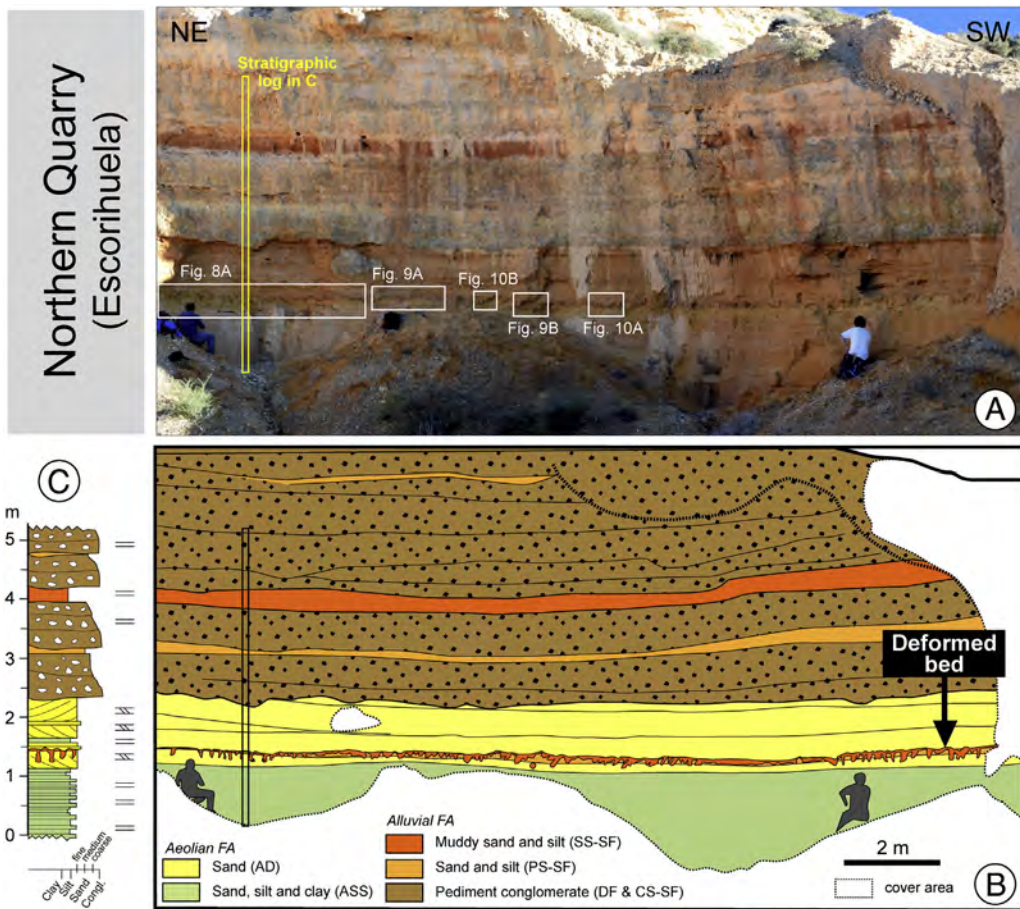 Northern Quarry
(Escorihuela)
NE
SW
Stratigraphic
log in C
Fig. 8A
Fig. 9A
Fig. 10B
Fig. 9B
Fig. 10A
A
C
m
5
4
3
2
1
0
Clay
Silt
fine
medium
coarse
Sand
Congl.
Deformed
bed
Aeolian FA
Sand (AD)
Sand, silt and clay (ASS)
Alluvial FA
Muddy sand and silt (SS-SF)
Sand and silt (PS-SF)
Pediment conglomerate (DF & CS-SF)
2 m
cover area
B